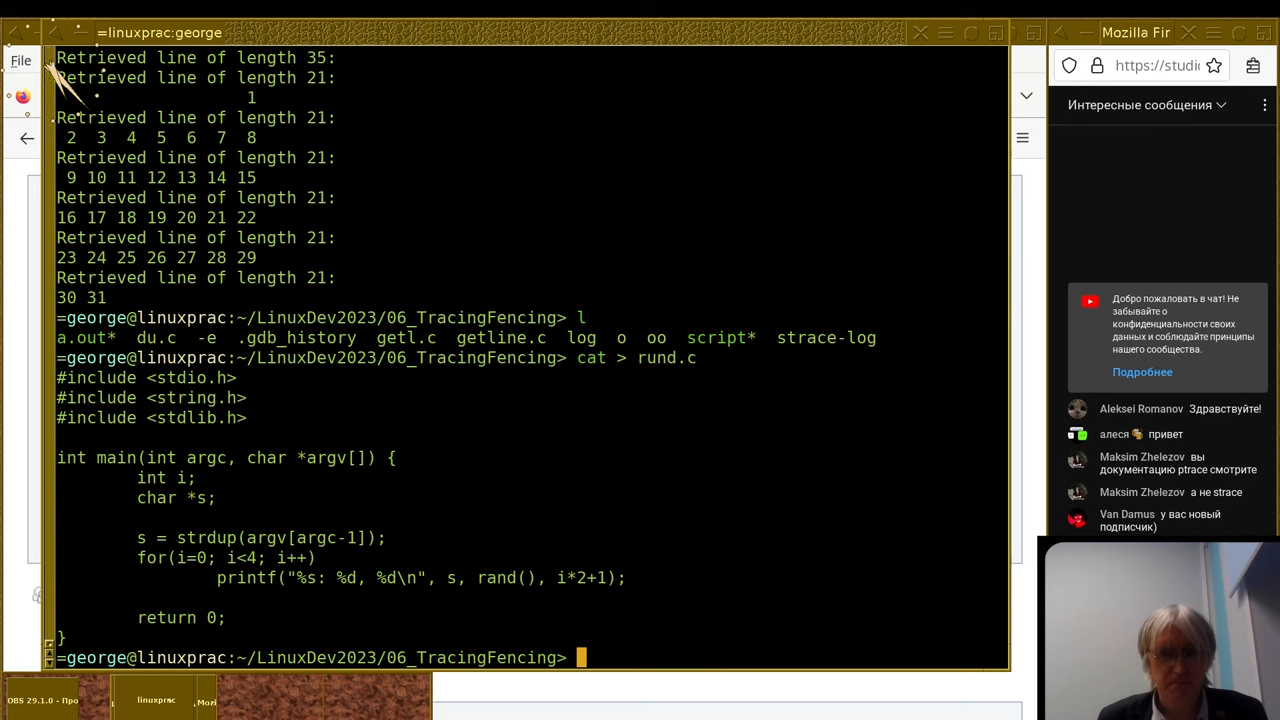 =linuxprac:george
Mozilla Fir
File
https://studi
Интересные сообщения
Retrieved line of length 35:
Retrieved line of length 21:
1
Retrieved line of length 21:
2 3 4 5 6 7 8
Retrieved line of length 21:
9 10 11 12 13 14 15
Retrieved line of length 21:
16 17 18 19 20 21 22
Retrieved line of length 21:
23 24 25 26 27 28 29
Retrieved line of length 21:
30 31
=george@linuxprac:~/LinuxDev2023/06_TracingFencing> l
a.out* du.c -e .gdb_history getl.c getline.c log o oo script* strace-log
=george@linuxprac:~/LinuxDev2023/06_TracingFencing> cat > rund.c
#include <stdio.h>
#include <string.h>
#include <stdlib.h>
int main(int argc, char *argv[]) {
int i;
char *s;
s = strdup(argv[argc-1]);
for(i=0; i<4; i++)
printf("%s: %d, %d\n", s, rand(), i*2+1);
return 0;
}
=george@linuxprac:~/LinuxDev2023/06_TracingFencing>
Добро пожаловать в чат! Не
забывайте о
конфиденциальности своих
данных и соблюдайте принципы
нашего сообщества.
Подробнее
Aleksei Romanov Здравствуйте!
алеся привет
Maksim Zhelezov вы
документацию ptrace смотрите
Maksim Zhelezov а не strace
Van Damus у вас новый
подписчик)
OBS 29.1.0 - Про
linuxprac
Mozi